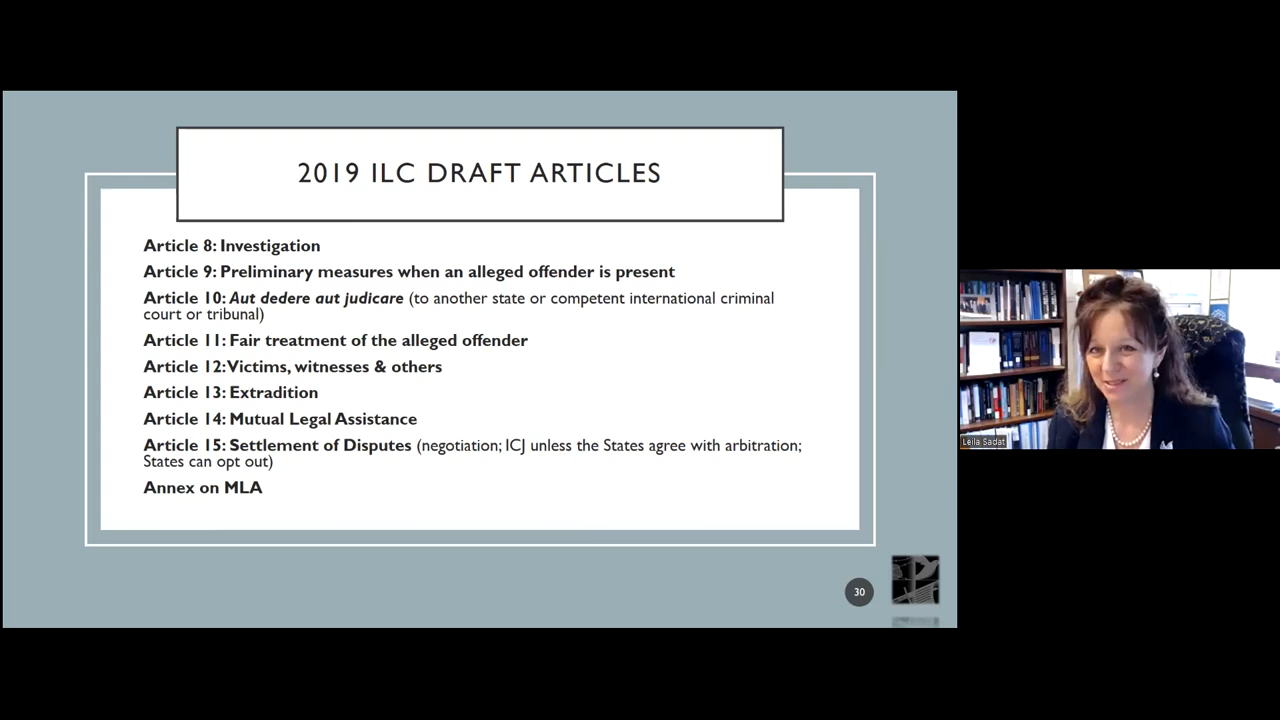 2019 ILC DRAFT ARTICLES
Article 8: Investigation
Article 9: Preliminary measures when an alleged offender is present
Article 10: Aut dedere aut judicare (to another state or competent international criminal
court or tribunal)
Article 11: Fair treatment of the alleged offender
Article 12: Victims, witnesses & others
Article 13: Extradition
Article 14: Mutual Legal Assistance
Article 15: Settlement of Disputes (negotiation; ICJ unless the States agree with arbitration;
States can opt out)
Annex on MLA
30
Leila Sadat